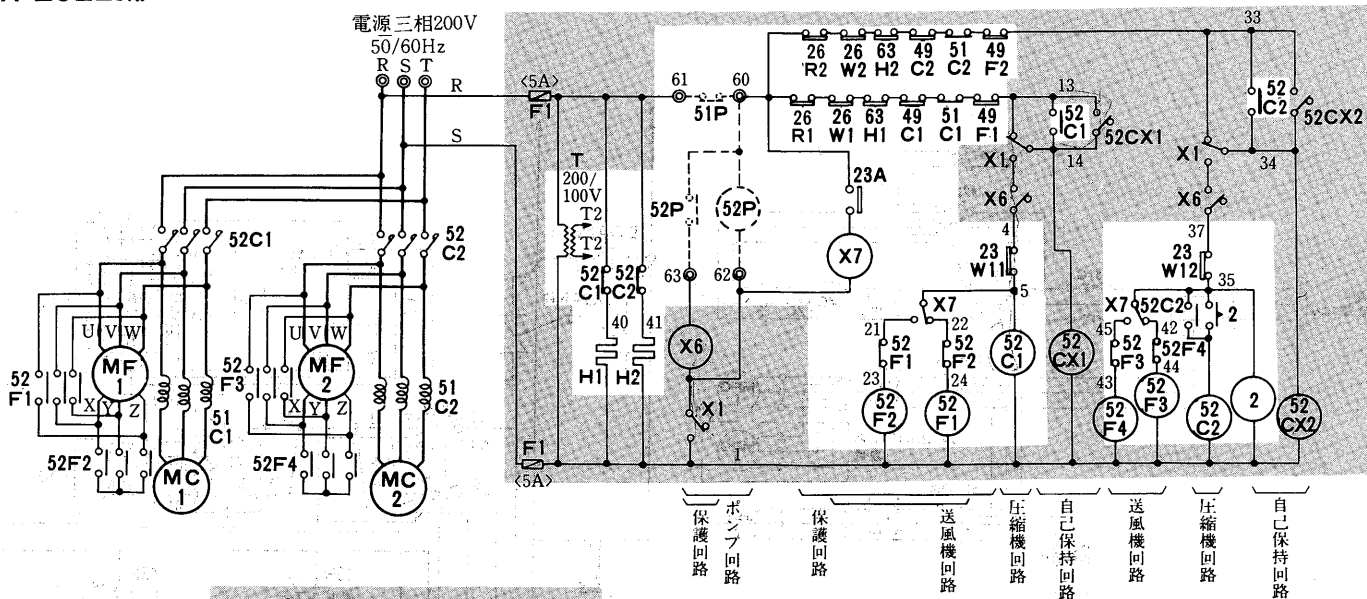 電源三相200V
50/60Hz
R S T
R
S
<5A>
F1
61
60
51P
26 26 63 49 51 49
R2 W2 H2 C2 C2 F2
26 26 63 49 51 49
R1 W1 H1 C1 C1 F1
33
13
52
C1
52CX1
14
52
C2
52CX2
34
X1
X6
4
X1
X6
37
T
200/
100V
T2
T2
52P
52P
23A
X7
63
62
52
C1
52
C2
40
41
H1
H2
X6
X1
23
W11
5
X7
21
22
52
F1
52
F2
23
24
52
F2
52
F1
52
C1
52
CX1
23
W12
35
X7
52C2
2
45
42
52
F3
52
F4
43
44
52
F4
52
F3
52
C2
2
52
CX2
52C1
52
C2
U V W
MF
1
52
F1
X Y Z
52F2
51
C1
MC
1
U V W
MF
2
52
F3
X Y Z
52F4
51
C2
MC
2
F1
<5A>
1
保護回路
ポンプ回路
保護回路
送風機回路
圧縮機回路
自己保持回路
送風機回路
圧縮機回路
自己保持回路